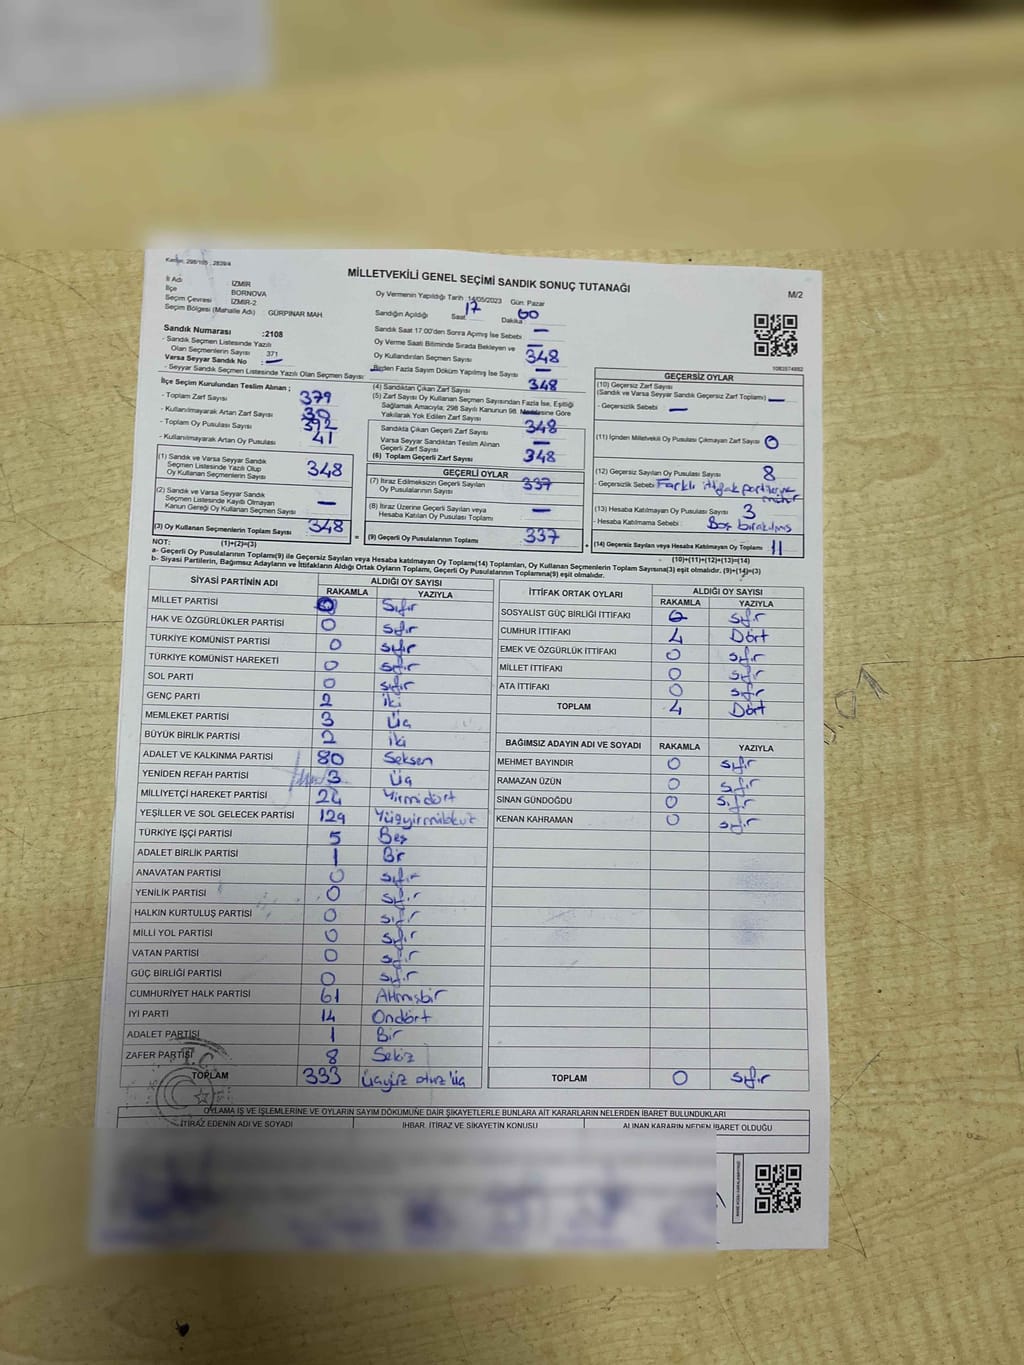 Kanun: 298/105 , 2839/4
MİLLETVEKİLİ GENEL SEÇİMİ SANDIK SONUÇ TUTANAĞI
M/2
İl Adı : İZMİR
İlçe : BORNOVA
Seçim Çevresi : İZMİR-2
Seçim Bölgesi (Mahalle Adı) : GÜRPINAR MAH.
Oy Vermenin Yapıldığı Tarih :14/05/2023 Gün: Pazar
Sandığın Açıldığı Saat 17 Dakika 00
Sandık Saat 17:00'den Sonra Açımış İse Sebebi : —
Sandık Numarası :2108
- Sandık Seçmen Listesinde Yazılı
Olan Seçmenlerin Sayısı 371
Varsa Seyyar Sandık No : —
- Seyyar Seçmen Listesinde Yazılı Olan Seçmen Sayısı : —
Oy Verme Saati Bitiminde Sırada Bekleyen ve —
Oy Kullandırılan Seçmen Sayısı 348
Birden Fazla Sayım Döküm Yapılmış İse Sayısı —
1083574882
İlçe Seçim Kurulundan Teslim Alınan ;
- Toplam Zarf Sayısı 379
- Kullanılmayarak Artan Zarf Sayısı 30
- Toplam Oy Pusulası Sayısı 392
- Kullanılmayarak Artan Oy Pusulası 41
(4) Sandıktan Çıkan Zarf Sayısı 348
(5) Zarf Sayısı Oy Kullanan Seçmen Sayısından Fazla İse, Eşitliği
Sağlamak Amacıyla; 298 Sayılı Kanunun 98. Maddesine Göre
Yakılarak Yok Edilen Zarf Sayısı
Sandıkta Çıkan Geçerli Zarf Sayısı 348
Varsa Seyyar Sandıktan Teslim Alınan
Geçerli Zarf Sayısı —
(6) Toplam Geçerli Zarf Sayısı 348
GEÇERSİZ OYLAR
(10) Geçersiz Zarf Sayısı
(Sandık ve Varsa Seyyar Sandık Geçersiz Zarf Toplamı) —
- Geçersizlik Sebebi : —
(11) İçinden Milletvekili Oy Pusulası Çıkmayan Zarf Sayısı 0
(12) Geçersiz Sayılan Oy Pusulası Sayısı 8
- Geçersizlik Sebebi : Farklı ittifak partilerine mühür
(13) Hesaba Katılmayan Oy Pusulası Sayısı 3
- Hesaba Katılmama Sebebi : Boş bırakılmış
(14) Geçersiz Sayılan veya Hesaba Katılmayan Oy Toplamı 11
(10)+(11)+(12)+(13)=(14)
(1) Sandık ve Varsa Seyyar Sandık
Seçmen Listesinde Yazılı Olup
Oy Kullanan Seçmenlerin Sayısı 348
(2) Sandık ve Varsa Seyyar Sandık
Seçmen Listesinde Kayıtlı Olmayan
Kanun Gereği Oy Kullanan Seçmen Sayısı —
(3) Oy Kullanan Seçmenlerin Toplam Sayısı 348
(1)+(2)=(3)
GEÇERLİ OYLAR
(7) İtiraz Edilmeksizin Geçerli Sayılan
Oy Pusulalarının Sayısı 337
(8) İtiraz Üzerine Geçerli Sayılan veya
Hesaba Katılan Oy Pusulası Toplamı —
= (9) Geçerli Oy Pusulalarının Toplamı 337 +
NOT:
a- Geçerli Oy Pusulalarının Toplamı(9) ile Geçersiz Sayılan veya Hesaba katılmayan Oy Toplamı(14) Toplamları, Oy Kullanan Seçmenlerin Toplam Sayısına(3) eşit olmalıdır. (9)+(14)=(3)
b- Siyasi Partilerin, Bağımsız Adayların ve İttifakların Aldığı Ortak Oyların Toplamı, Geçerli Oy Pusulalarının Toplamına(9) eşit olmalıdır.
SİYASİ PARTİNİN ADI ALDIĞI OY SAYISI
RAKAMLA YAZIYLA
MİLLET PARTİSİ 0 Sıfır
HAK VE ÖZGÜRLÜKLER PARTİSİ 0 sıfır
TÜRKİYE KOMÜNİST PARTİSİ 0 sıfır
TÜRKİYE KOMÜNİST HAREKETİ 0 sıfır
SOL PARTİ 0 sıfır
GENÇ PARTİ 2 iki
MEMLEKET PARTİSİ 3 Üç
BÜYÜK BİRLİK PARTİSİ 2 iki
ADALET VE KALKINMA PARTİSİ 80 Seksen
YENİDEN REFAH PARTİSİ 3 Üç
MİLLİYETÇİ HAREKET PARTİSİ 24 Yirmidört
YEŞİLLER VE SOL GELECEK PARTİSİ 129 Yüzyirmidokuz
TÜRKİYE İŞÇİ PARTİSİ 5 Beş
ADALET BİRLİK PARTİSİ 1 Bir
ANAVATAN PARTİSİ 0 sıfır
YENİLİK PARTİSİ 0 sıfır
HALKIN KURTULUŞ PARTİSİ 0 sıfır
MİLLİ YOL PARTİSİ 0 sıfır
VATAN PARTİSİ 0 sıfır
GÜÇ BİRLİĞİ PARTİSİ 0 sıfır
CUMHURİYET HALK PARTİSİ 61 Altmışbir
İYİ PARTİ 14 Ondört
ADALET PARTİSİ 1 Bir
ZAFER PARTİSİ 8 Sekiz
TOPLAM 333 üçyüz otuz üç
T.C.
İTTİFAK ORTAK OYLARI ALDIĞI OY SAYISI
RAKAMLA YAZIYLA
SOSYALİST GÜÇ BİRLİĞİ İTTİFAKI 0 sıfır
CUMHUR İTTİFAKI 4 Dört
EMEK VE ÖZGÜRLÜK İTTİFAKI 0 sıfır
MİLLET İTTİFAKI 0 sıfır
ATA İTTİFAKI 0 sıfır
TOPLAM 4 Dört
BAĞIMSIZ ADAYIN ADI VE SOYADI RAKAMLA YAZIYLA
MEHMET BAYINDIR 0 sıfır
RAMAZAN ÜZÜN 0 sıfır
SİNAN GÜNDOĞDU 0 sıfır
KENAN KAHRAMAN 0 sıfır
TOPLAM 0 sıfır
OYLAMA İŞ VE İŞLEMLERİNE VE OYLARIN SAYIM DÖKÜMÜNE DAİR ŞİKAYETLERLE BUNLARA AİT KARARLARIN NELERDEN İBARET BULUNDUKLARI
İTİRAZ EDENİN ADI VE SOYADI İHBAR, İTİRAZ VE ŞİKAYETİN KONUSU ALINAN KARARIN NEDEN İBARET OLDUĞU